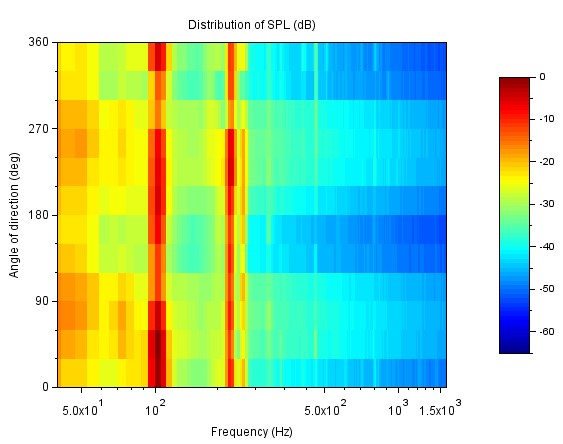 Distribution of SPL (dB)
360
270
180
90
0
Angle of direction (deg)
5.0x10¹
10²
5.0x10²
10³
1.5x10³
Frequency (Hz)
0
-10
-20
-30
-40
-50
-60